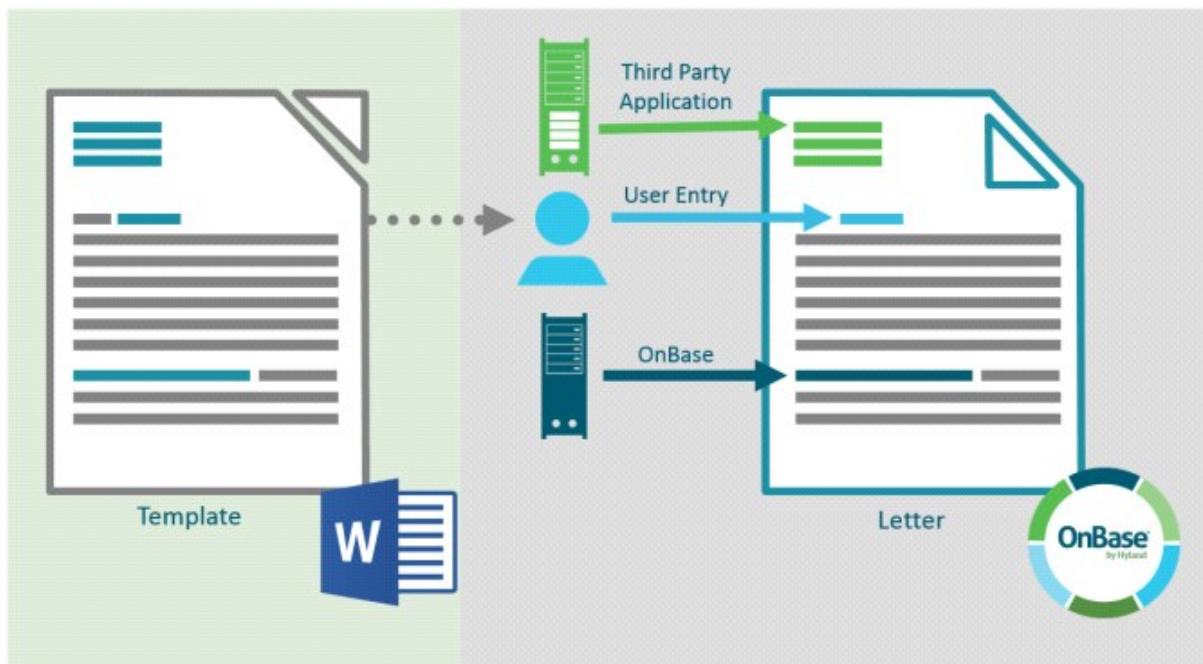 Third Party
Application
User Entry
OnBase
Template
W
Letter
OnBase
by Hyland